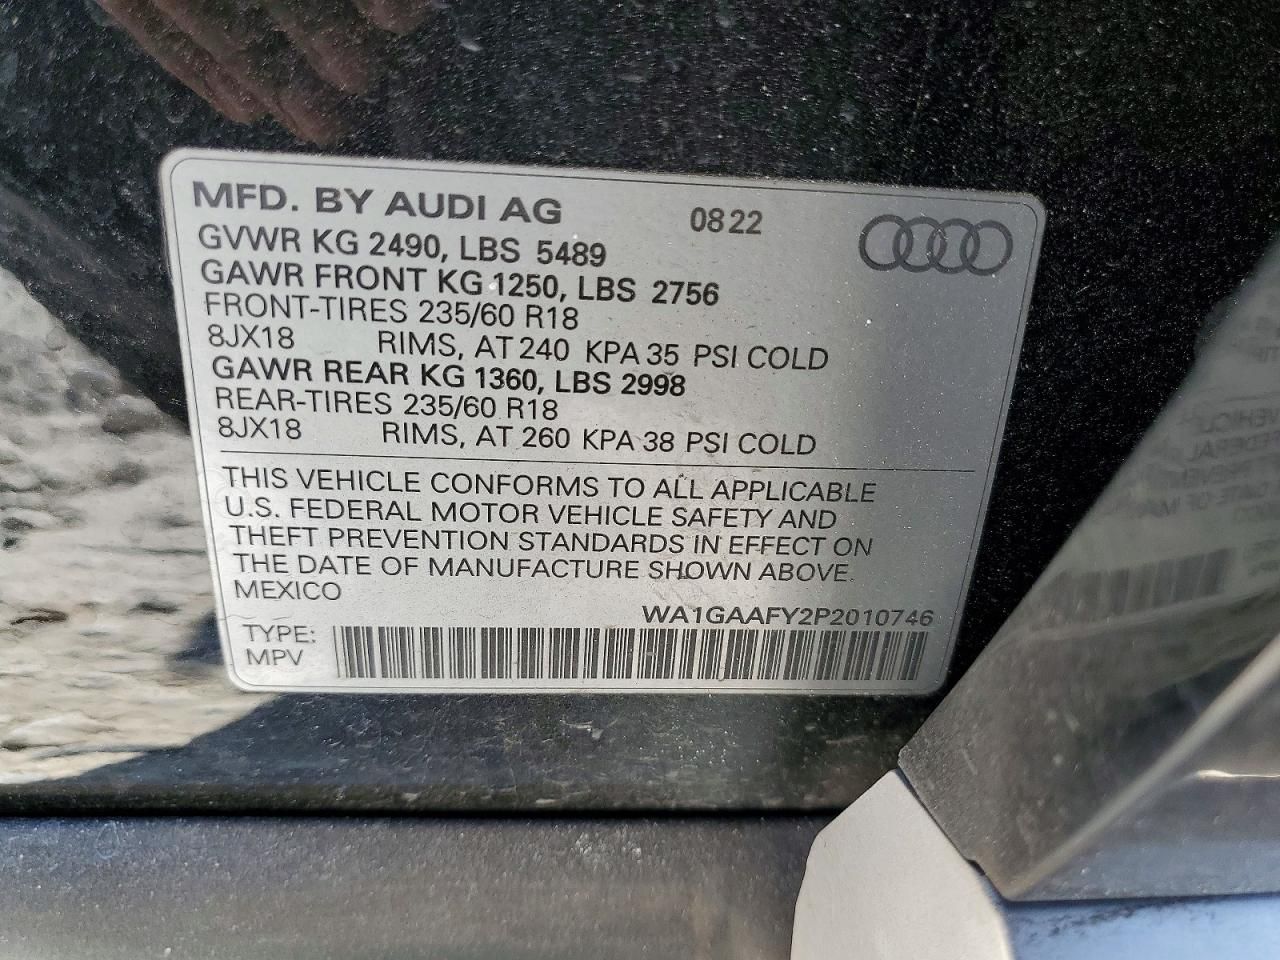 MFD. BY AUDI AG 0822
GVWR KG 2490, LBS 5489
GAWR FRONT KG 1250, LBS 2756
FRONT-TIRES 235/60 R18
8JX18 RIMS, AT 240 KPA 35 PSI COLD
GAWR REAR KG 1360, LBS 2998
REAR-TIRES 235/60 R18
8JX18 RIMS, AT 260 KPA 38 PSI COLD
THIS VEHICLE CONFORMS TO ALL APPLICABLE
U.S. FEDERAL MOTOR VEHICLE SAFETY AND
THEFT PREVENTION STANDARDS IN EFFECT ON
THE DATE OF MANUFACTURE SHOWN ABOVE.
MEXICO
WA1GAAFY2P2010746
TYPE:
MPV